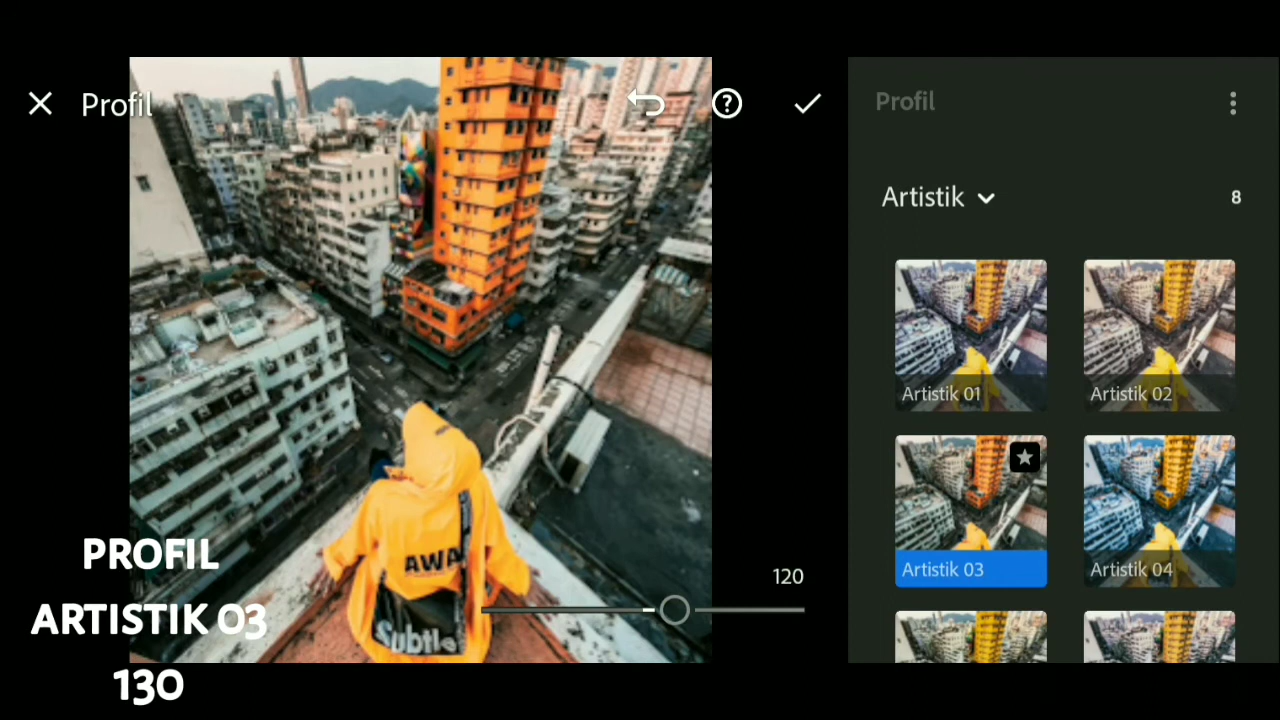 Profil
Profil
Artistik
8
Artistik 01
Artistik 02
Artistik 03
Artistik 04
AWA
Subtle
120
PROFIL
ARTISTIK 03
130